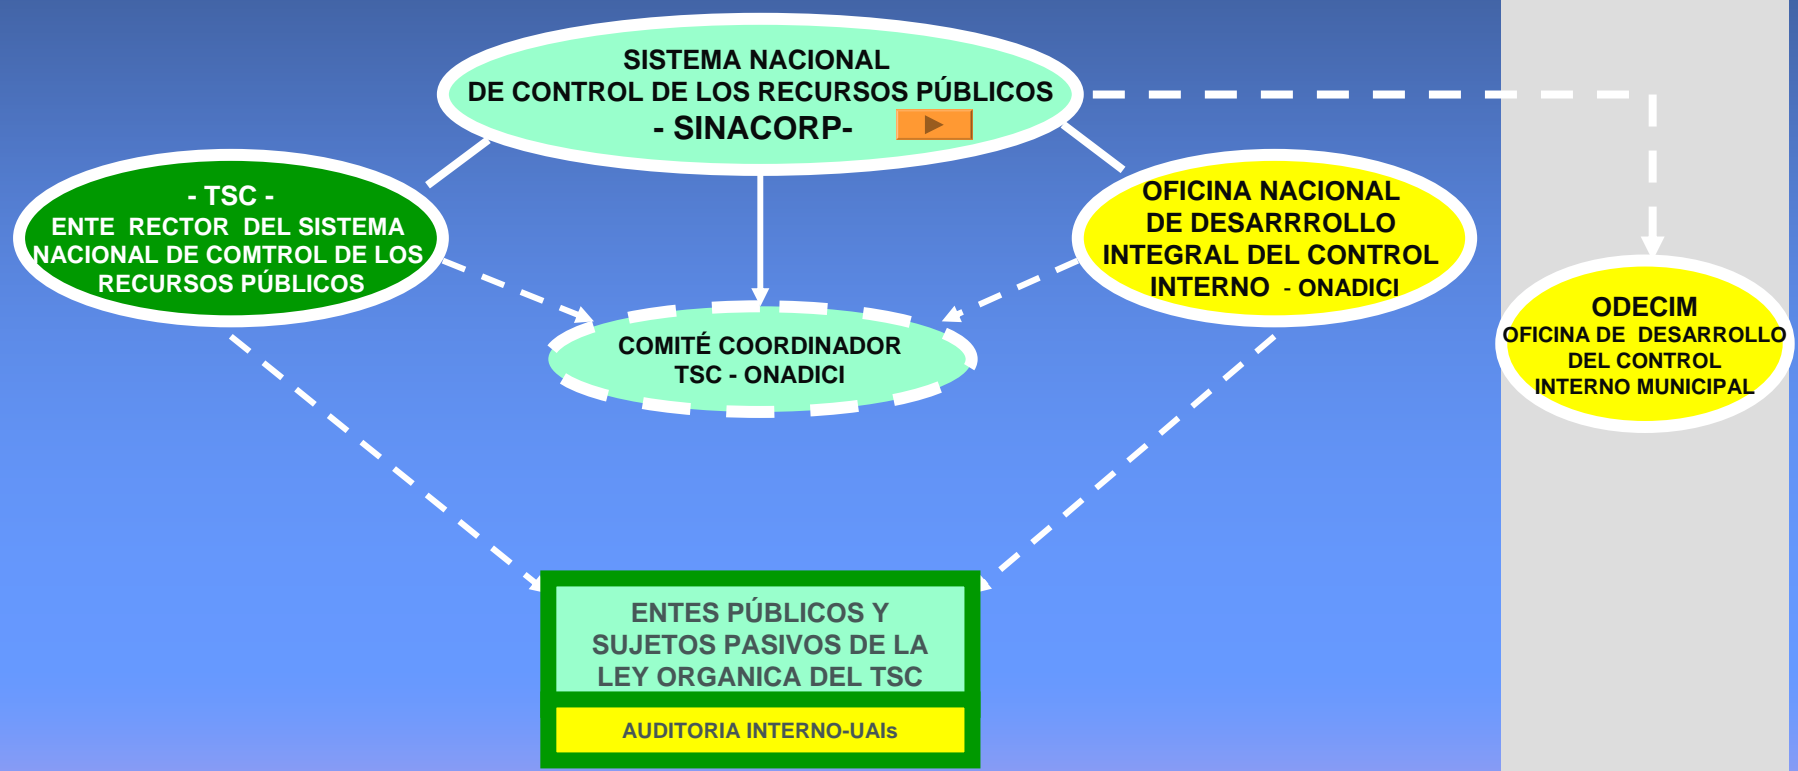 SISTEMA NACIONAL
DE CONTROL DE LOS RECURSOS PÚBLICOS
- SINACORP-
- TSC -
ENTE RECTOR DEL SISTEMA
NACIONAL DE COMTROL DE LOS
RECURSOS PÚBLICOS
OFICINA NACIONAL
DE DESARRROLLO
INTEGRAL DEL CONTROL
INTERNO - ONADICI
COMITÉ COORDINADOR
TSC - ONADICI
ODECIM
OFICINA DE DESARROLLO
DEL CONTROL
INTERNO MUNICIPAL
ENTES PÚBLICOS Y
SUJETOS PASIVOS DE LA
LEY ORGANICA DEL TSC
AUDITORIA INTERNO-UAIs